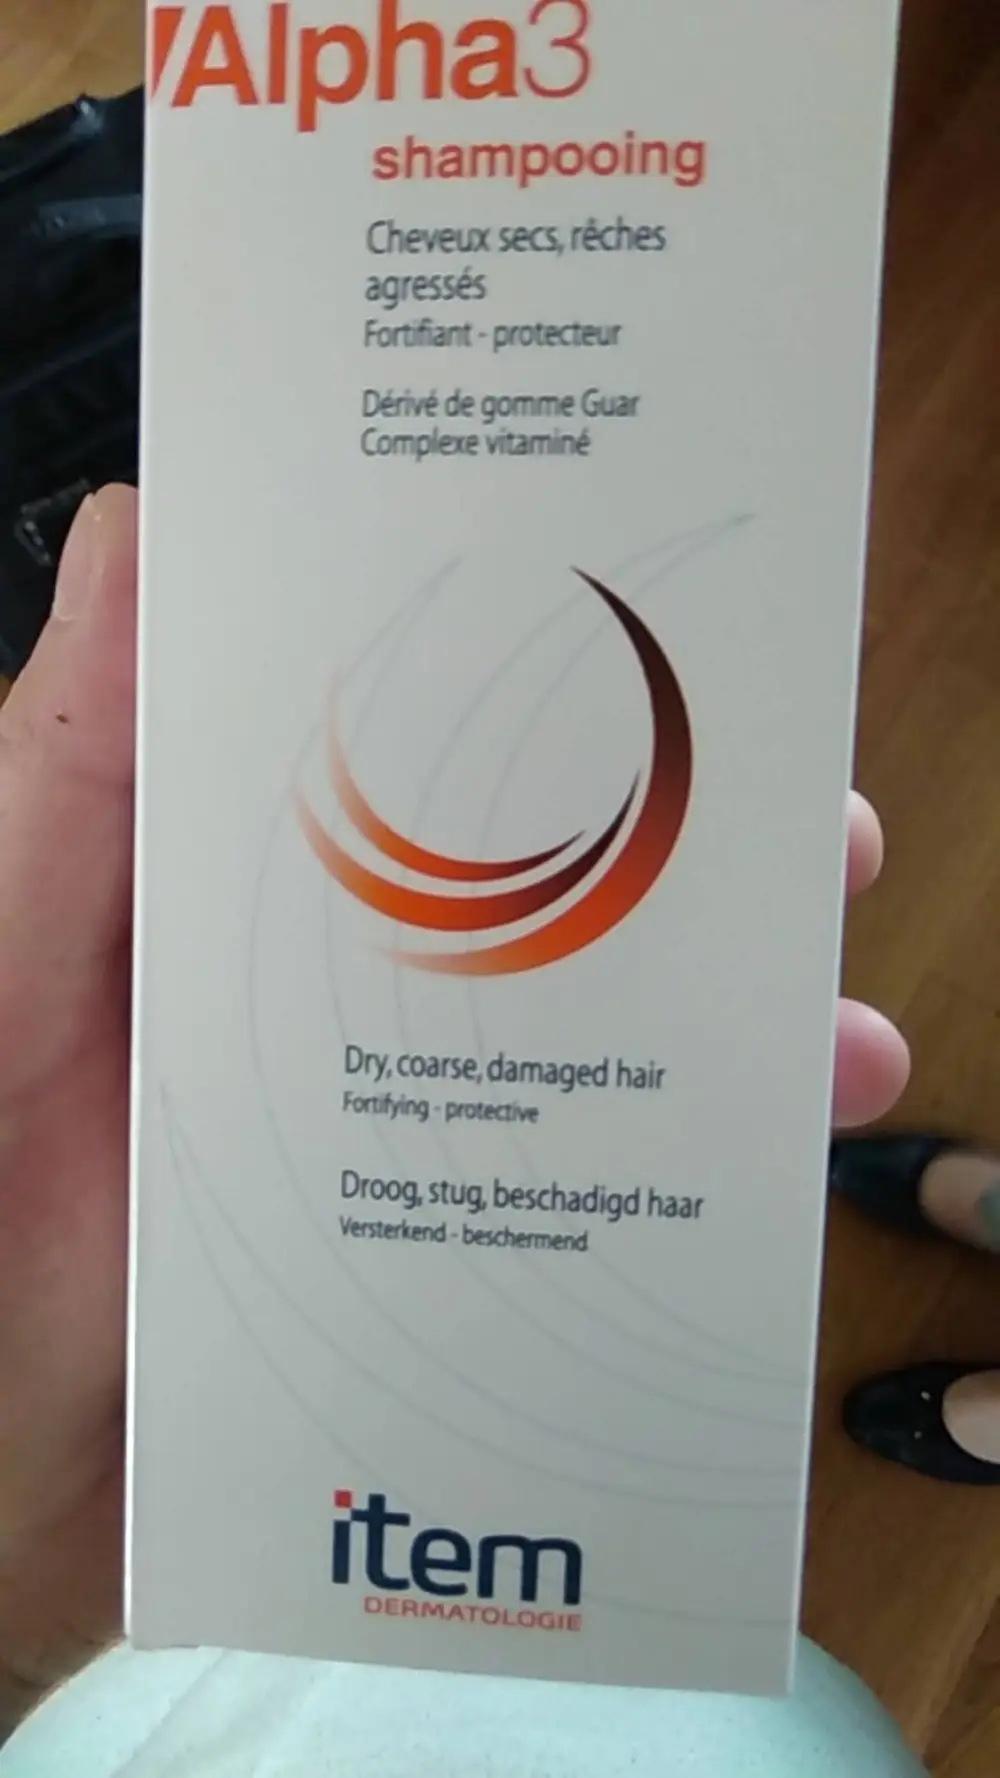 Alpha3
shampooing
Cheveux secs, rêches
agressés
Fortifiant - protecteur
Dérivé de gomme Guar
Complexe vitaminé
Dry, coarse, damaged hair
Fortifying - protective
Droog, stug, beschadigd haar
Versterkend - beschermend
item
DERMATOLOGIE